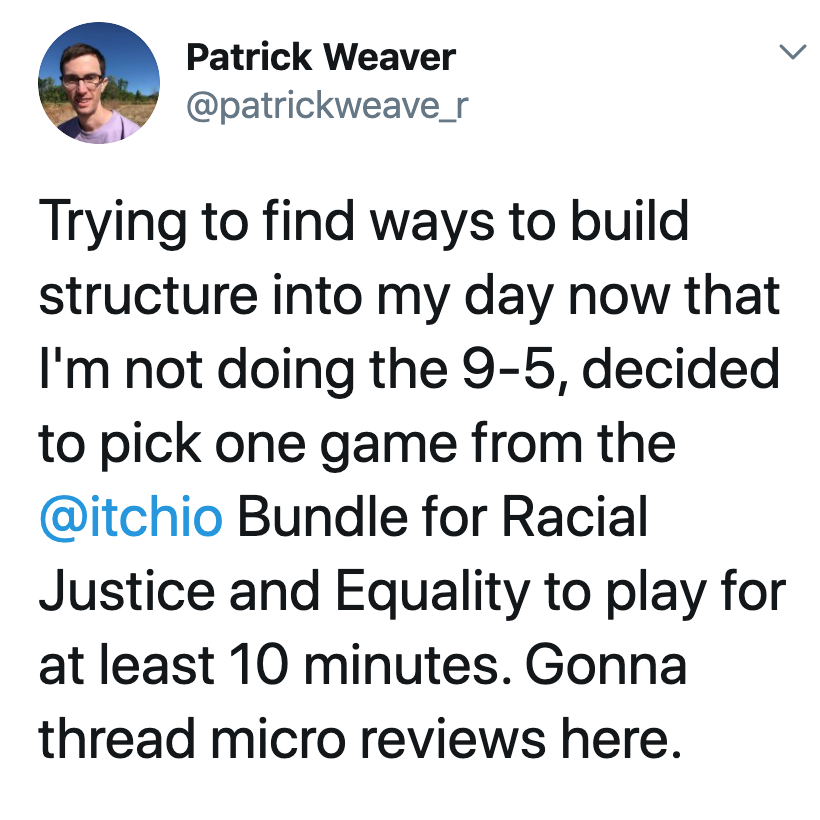 Patrick Weaver
@patrickweave_r
Trying to find ways to build
structure into my day now that
I'm not doing the 9-5, decided
to pick one game from the
@itchio Bundle for Racial
Justice and Equality to play for
at least 10 minutes. Gonna
thread micro reviews here.